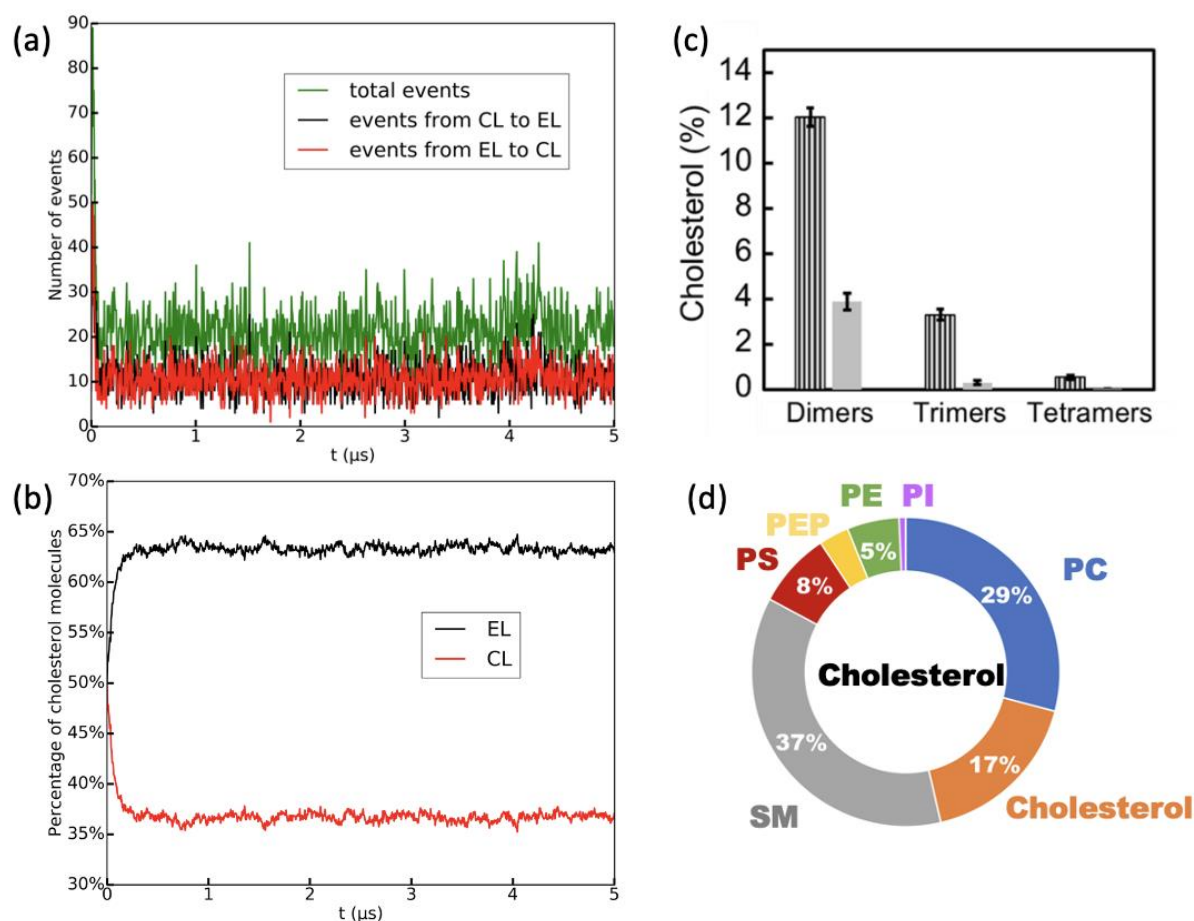 (a)
90
80
70
60
50
40
30
20
10
0
Number of events
total events
events from CL to EL
events from EL to CL
0
1
2
3
4
5
t (µs)
(b)
70%
65%
60%
55%
50%
45%
40%
35%
30%
Percentage of cholesterol molecules
EL
CL
0
1
2
3
4
5
t (µs)
(c)
14
12
10
8
6
4
2
0
Cholesterol (%)
Dimers
Trimers
Tetramers
(d)
PE
PI
PEP
5%
PS
8%
PC
29%
Cholesterol
37%
17%
SM
Cholesterol